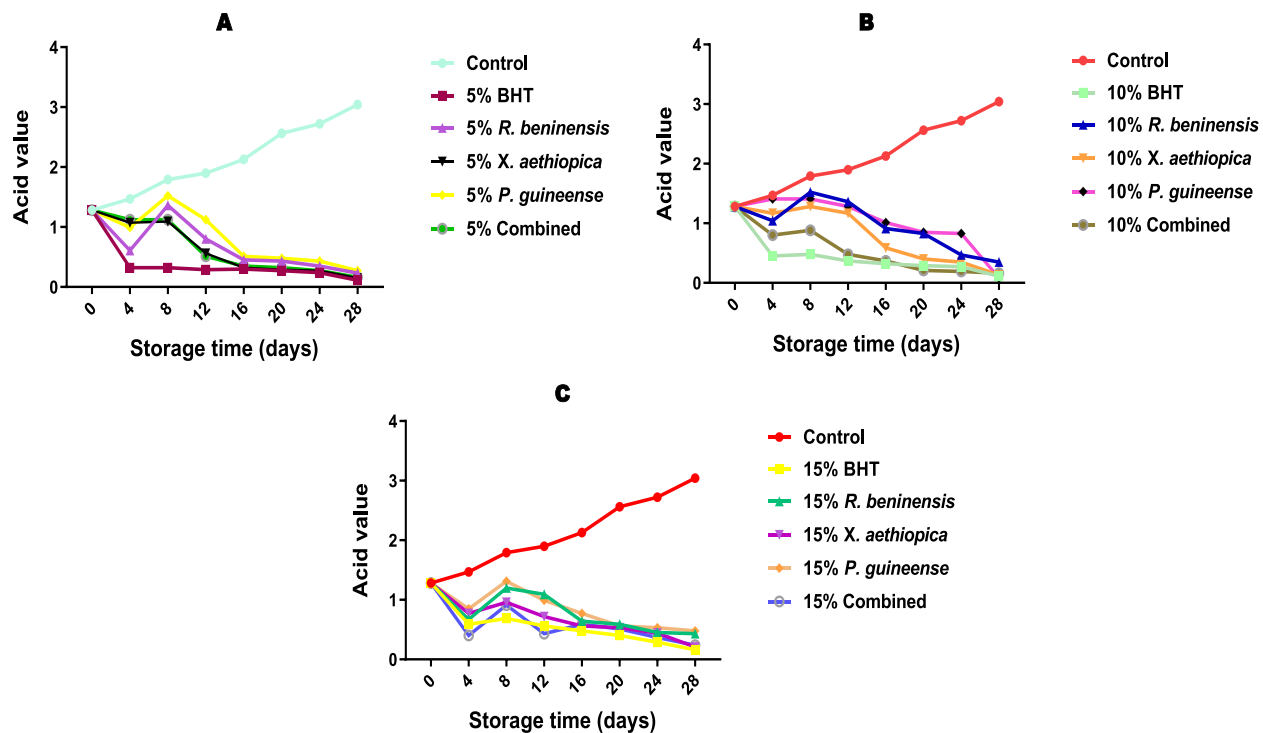 A
Acid value
4
3
2
1
0
0 4 8 12 16 20 24 28
Storage time (days)
Control
5% BHT
5% R. beninensis
5% X. aethiopica
5% P. guineense
5% Combined
B
Acid value
4
3
2
1
0
0 4 8 12 16 20 24 28
Storage time (days)
Control
10% BHT
10% R. beninensis
10% X. aethiopica
10% P. guineense
10% Combined
C
Acid value
4
3
2
1
0
0 4 8 12 16 20 24 28
Storage time (days)
Control
15% BHT
15% R. beninensis
15% X. aethiopica
15% P. guineense
15% Combined